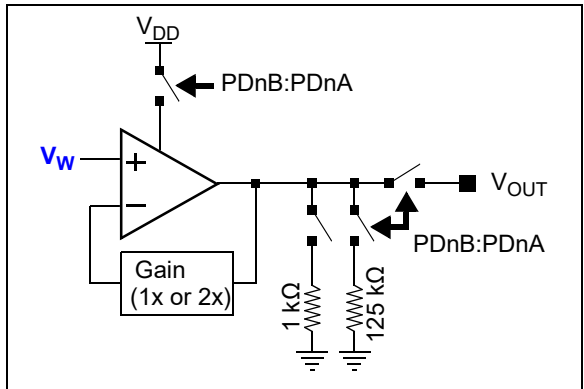 VDD
PDnB:PDnA
VW
+
VOUT
–
PDnB:PDnA
Gain
(1x or 2x)
1 kΩ
125 kΩ